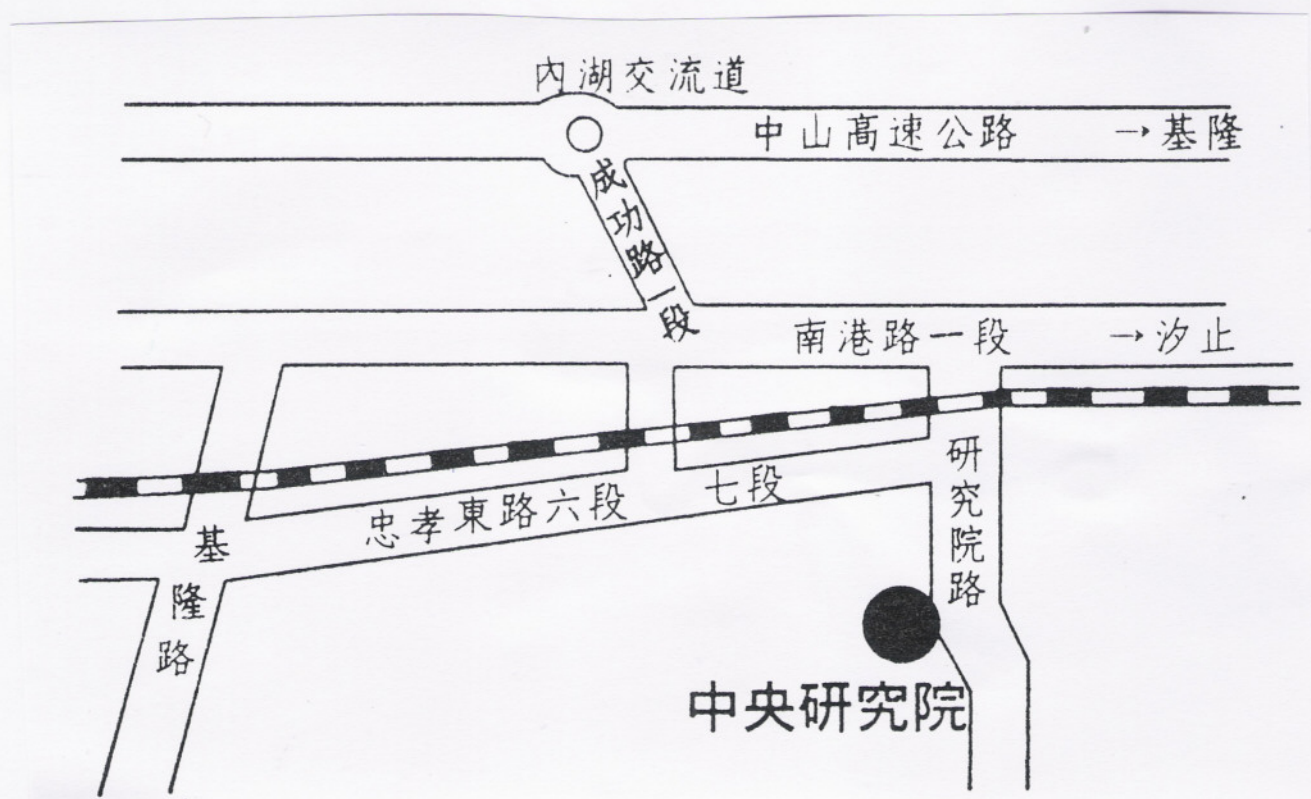 內湖交流道
中山高速公路 →基隆
成功路一段
南港路一段 →汐止
忠孝東路六段
七段
研究院路
基隆路
中央研究院